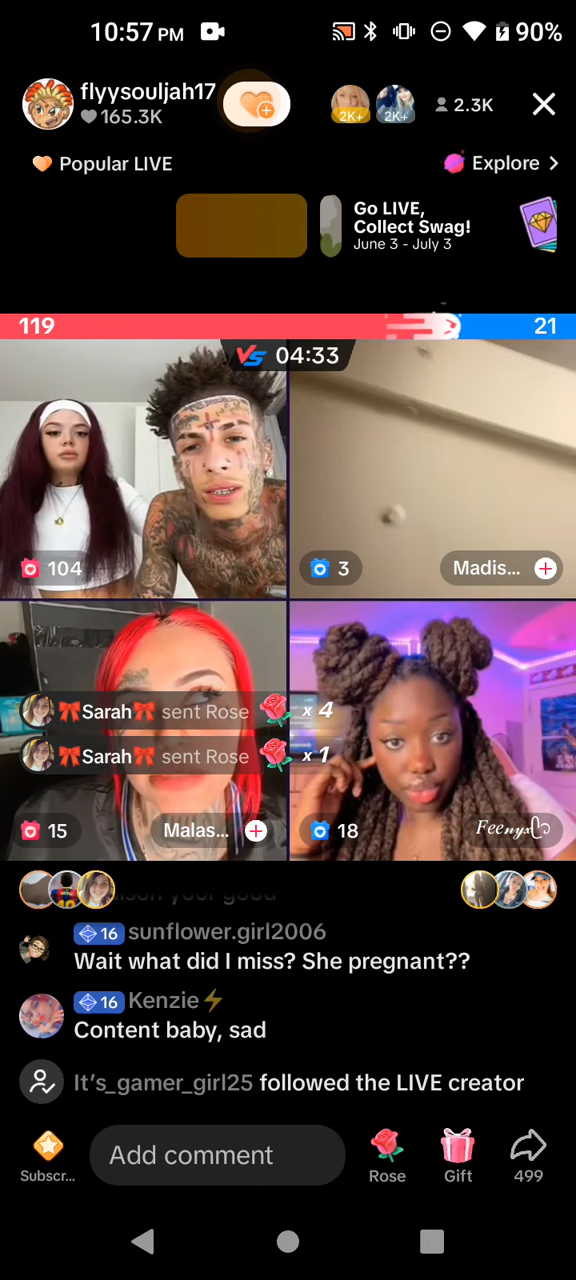 10:57 PM
90%
flyysouljah17
165.3K
2K+
2K+
2.3K
Popular LIVE
Explore >
Go LIVE,
Collect Swag!
June 3 - July 3
119
21
VS 04:33
104
3
Madis...
🎀Sarah🎀 sent Rose x 4
🎀Sarah🎀 sent Rose x 1
15
Malas...
18
Feenyx
your good
16 sunflower.girl2006
Wait what did I miss? She pregnant??
16 Kenzie⚡
Content baby, sad
It's_gamer_girl25 followed the LIVE creator
Subscr...
Add comment
Rose
Gift
499